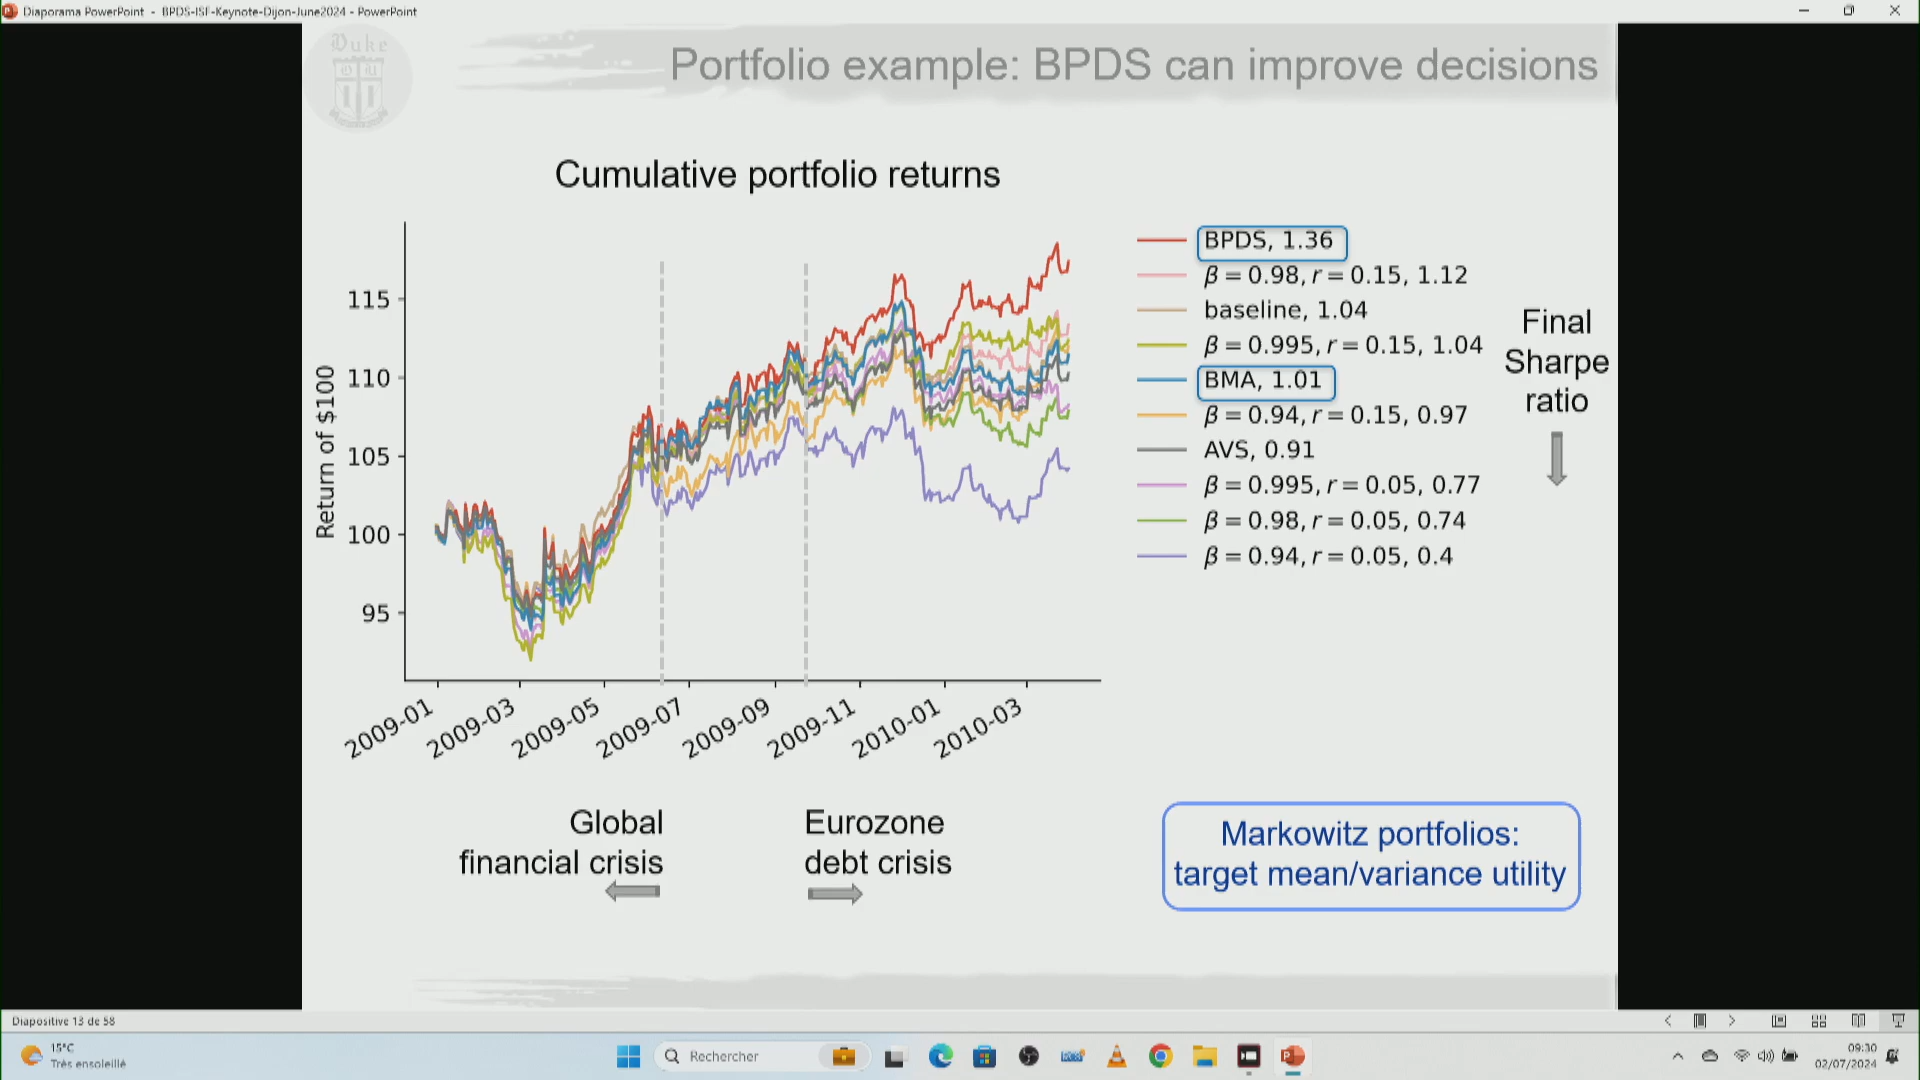 Diaporama PowerPoint - BPDS-ISF-Keynote-Dijon-June2024 - PowerPoint
Duke
Portfolio example: BPDS can improve decisions
Cumulative portfolio returns
Return of $100
115
110
105
100
95
2009-01
2009-03
2009-05
2009-07
2009-09
2009-11
2010-01
2010-03
BPDS, 1.36
β = 0.98, r = 0.15, 1.12
baseline, 1.04
β = 0.995, r = 0.15, 1.04
BMA, 1.01
β = 0.94, r = 0.15, 0.97
AVS, 0.91
β = 0.995, r = 0.05, 0.77
β = 0.98, r = 0.05, 0.74
β = 0.94, r = 0.05, 0.4
Final
Sharpe
ratio
Global
financial crisis
Eurozone
debt crisis
Markowitz portfolios:
target mean/variance utility
Diapositive 13 de 58
15°C
Très ensoleillé
Rechercher
09:30
02/07/2024